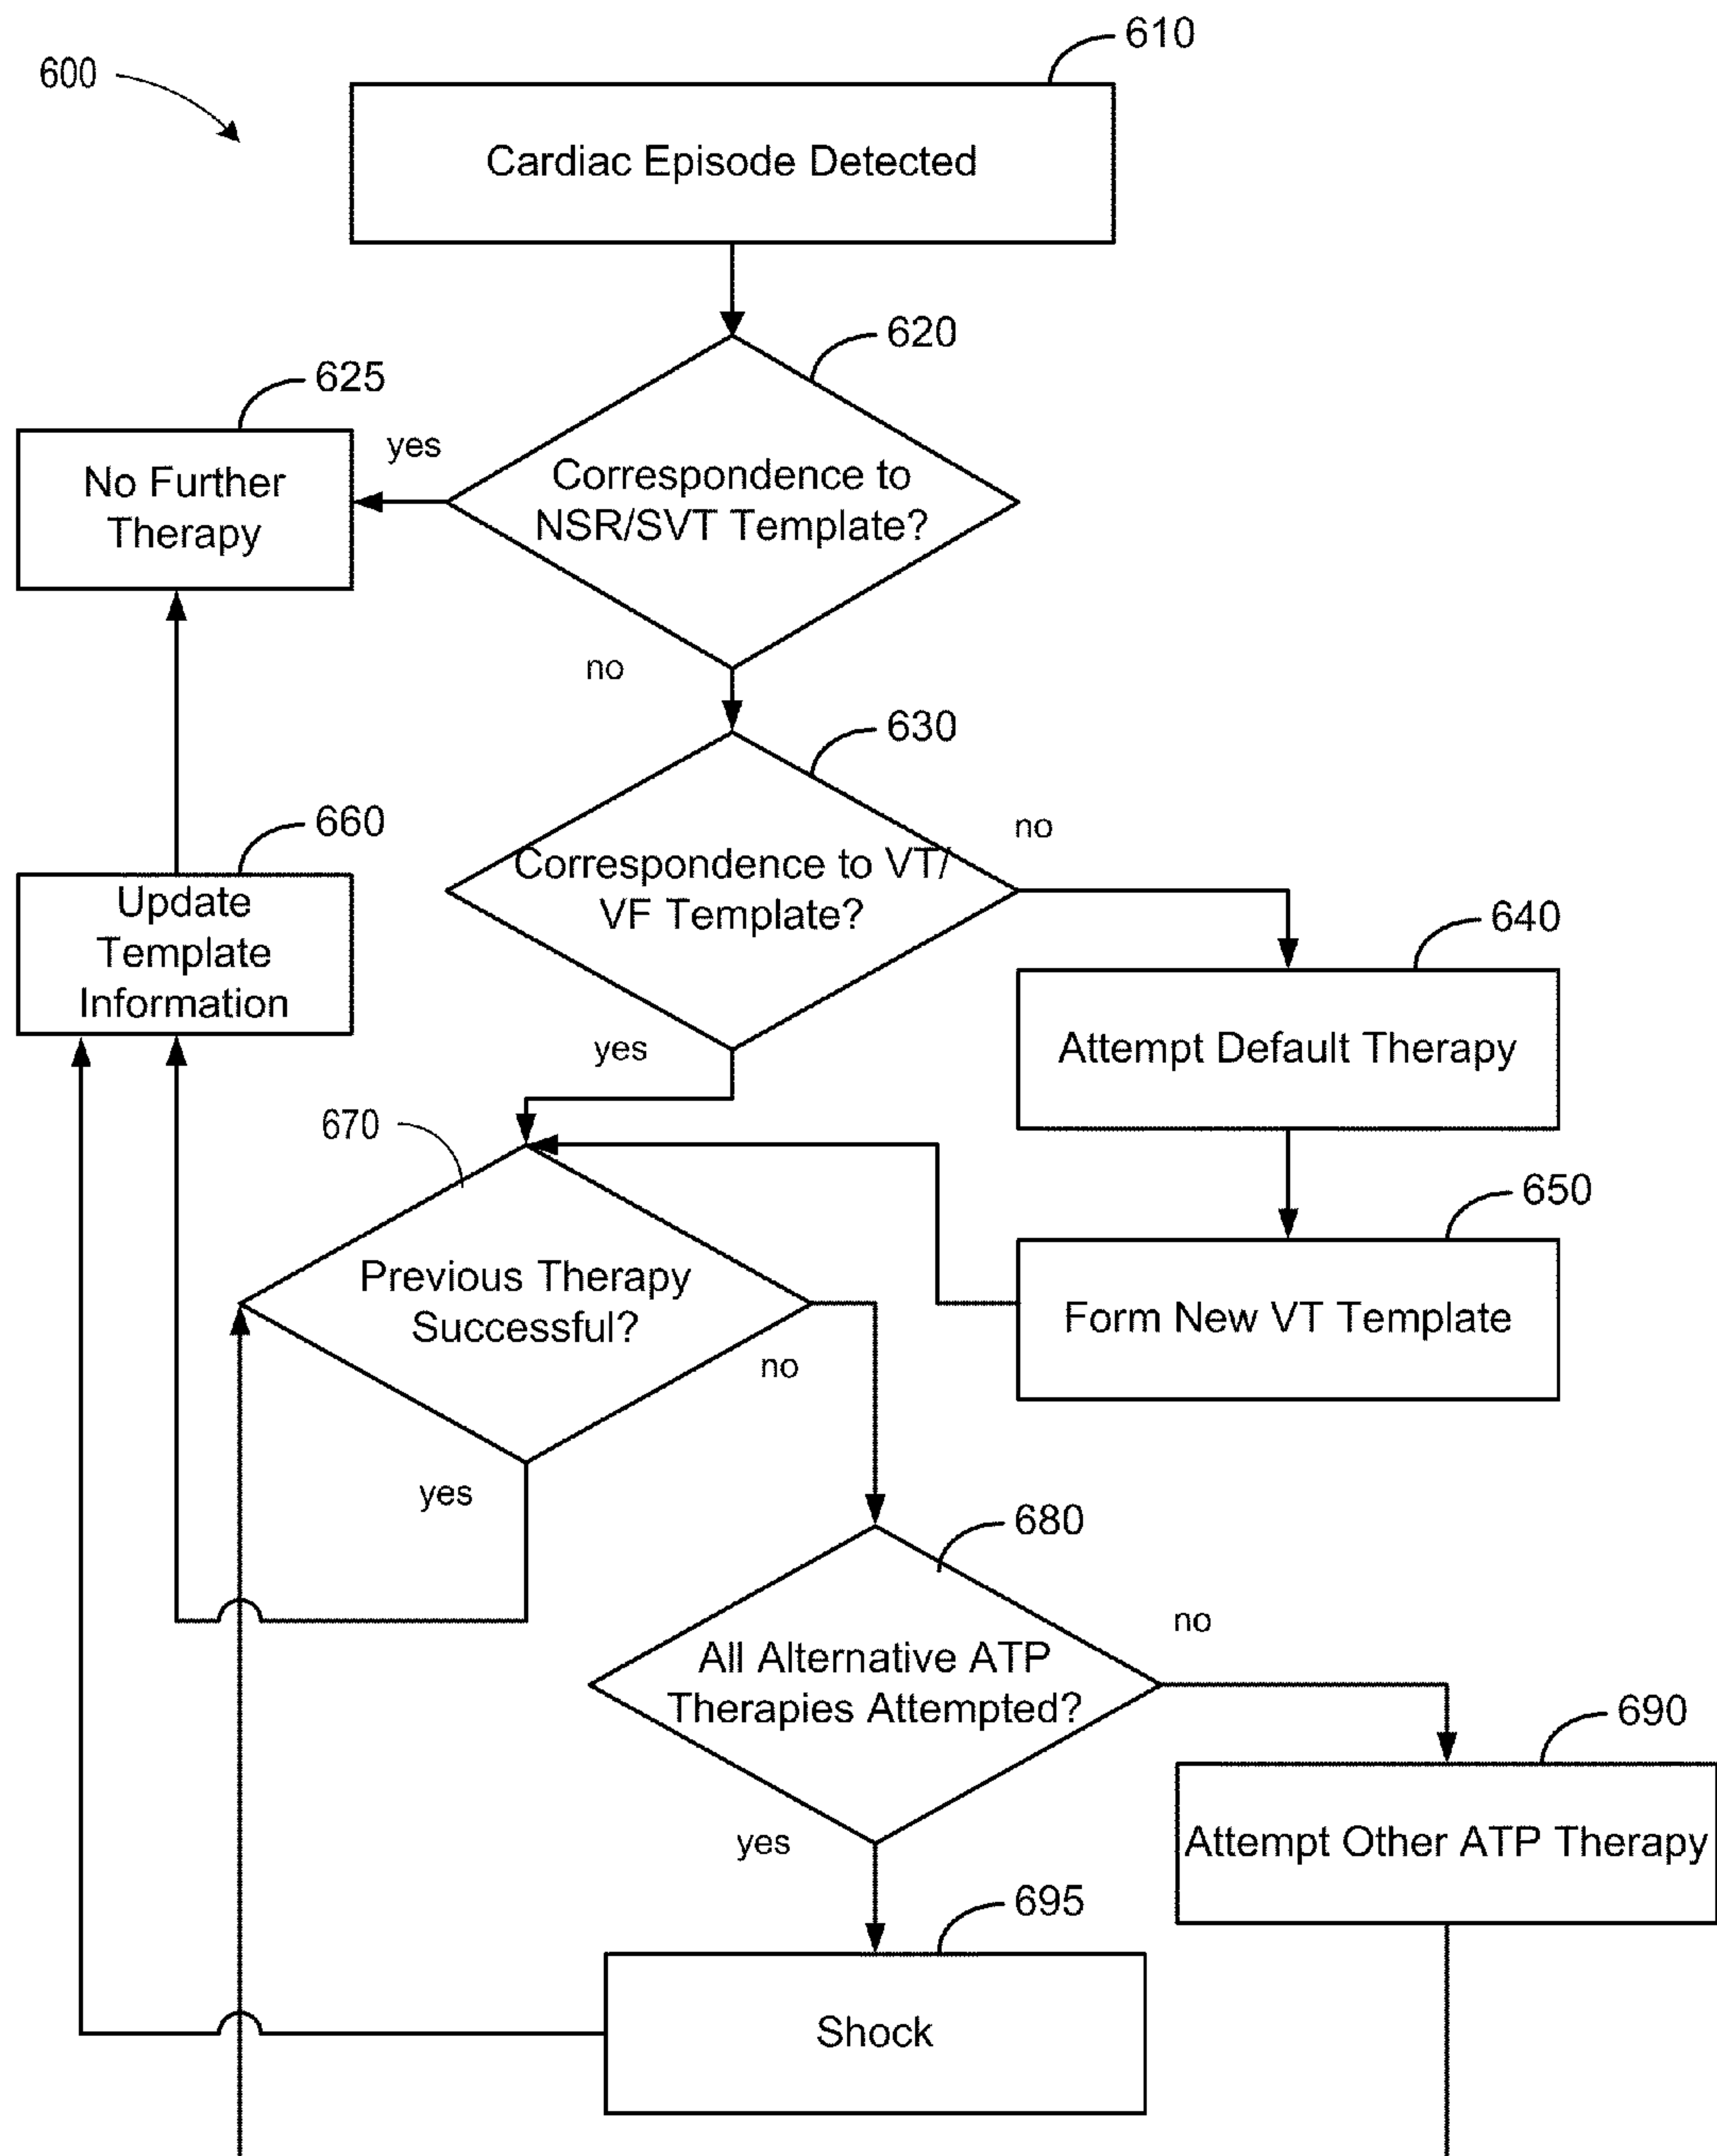 610
600
Cardiac Episode Detected
620
625
yes
No Further
Therapy
Correspondence to
NSR/SVT Template?
no
630
660
no
Correspondence to VT/
VF Template?
Update
Template
Information
640
yes
Attempt Default Therapy
670
650
Previous Therapy
Successful?
Form New VT Template
no
yes
680
no
All Alternative ATP
Therapies Attempted?
690
yes
Attempt Other ATP Therapy
695
Shock